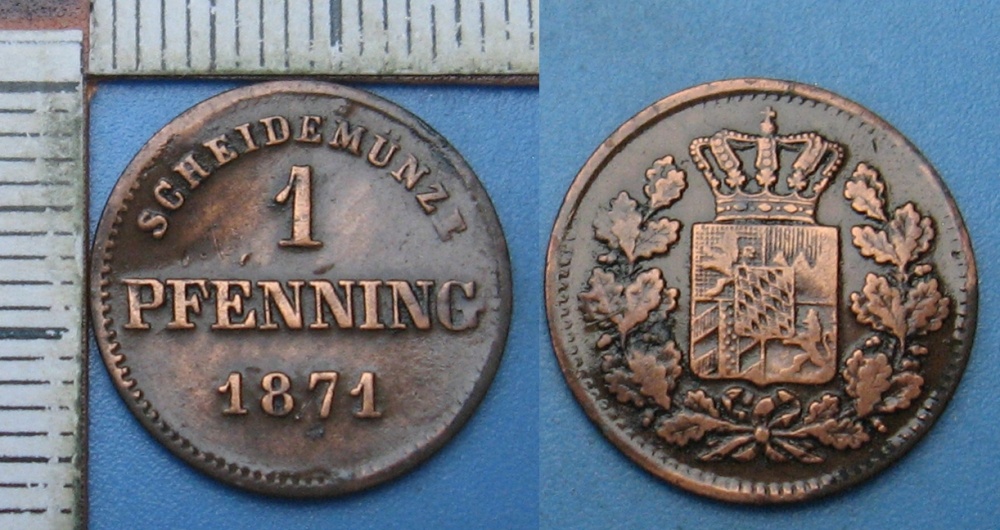 SCHEIDEMÜNZE
1
PFENNING
1871